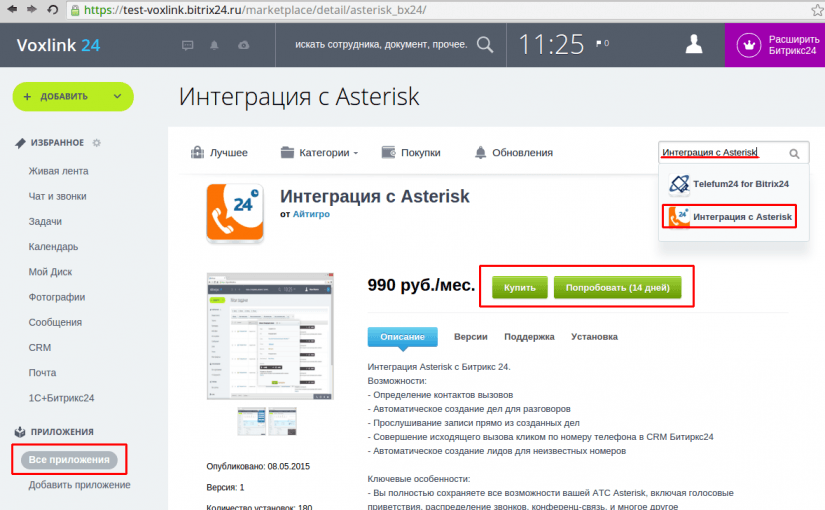 https://test-voxlink.bitrix24.ru/marketplace/detail/asterisk_bx24/
Voxlink 24
искать сотрудника, документ, прочее.
11:25
0
Расширить
Битрикс24
+ ДОБАВИТЬ
Интеграция с Asterisk
ИЗБРАННОЕ
Живая лента
Чат и звонки
Задачи
Календарь
Мой Диск
Фотографии
Сообщения
CRM
Почта
1С+Битрикс24
ПРИЛОЖЕНИЯ
Все приложения
Добавить приложение
Лучшее
Категории
Покупки
Обновления
Интеграция с Asterisk
Telefum24 for Bitrix24
24
Интеграция с Asterisk
24
Интеграция с Asterisk
от Айтигро
990 руб./мес.
Купить
Попробовать (14 дней)
Описание
Версии
Поддержка
Установка
Интеграция Asterisk с Битрикс 24.
Возможности:
- Определение контактов вызовов
- Автоматическое создание дел для разговоров
- Прослушивание записи прямо из созданных дел
- Совершение исходящего вызова кликом по номеру телефона в CRM Битиркс24
- Автоматическое создание лидов для неизвестных номеров
Ключевые особенности:
- Вы полностью сохраняете все возможности вашей АТС Asterisk, включая голосовые
приветствия, распределение звонков, конференц-связь, и многое другое
Опубликовано: 08.05.2015
Версия: 1
Количество установок: 180